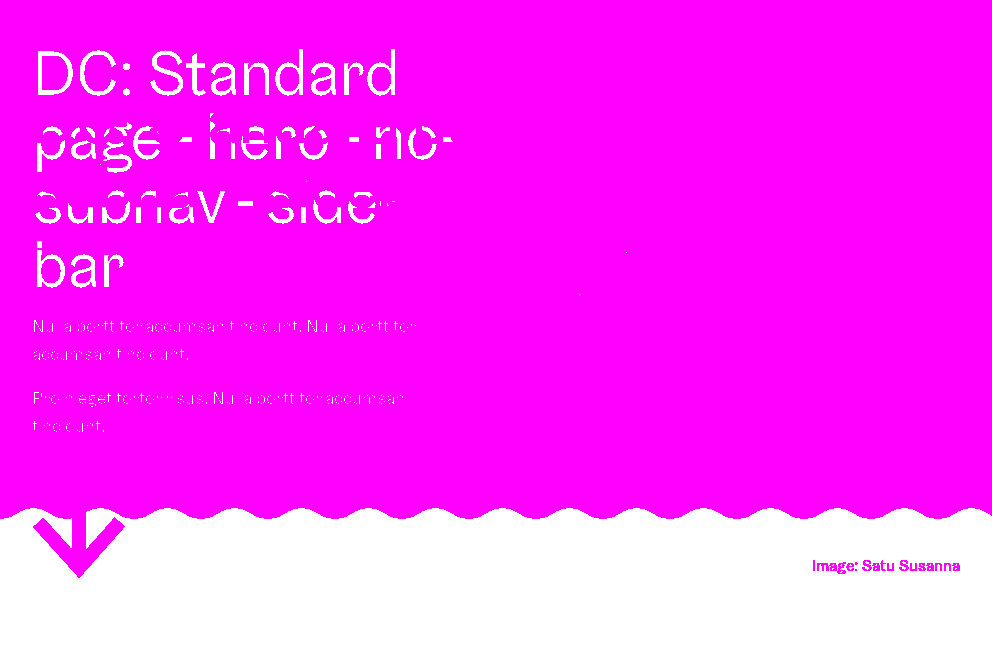 DC: Standard
page - hero - no-
subnav - side-
bar
Nulla porttitor accumsan tincidunt. Nulla porttitor
accumsan tincidunt.
Proin eget tortor risus. Nulla porttitor accumsan
tincidunt.
Image: Satu Susanna